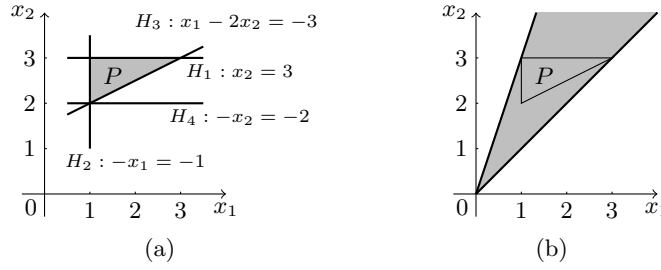 x₂
H₃ : x₁ − 2x₂ = −3
3
P
H₁ : x₂ = 3
2
H₄ : −x₂ = −2
1
H₂ : −x₁ = −1
0
1
2
3
x₁
(a)
x₂
3
P
2
1
0
1
2
3
x₁
(b)